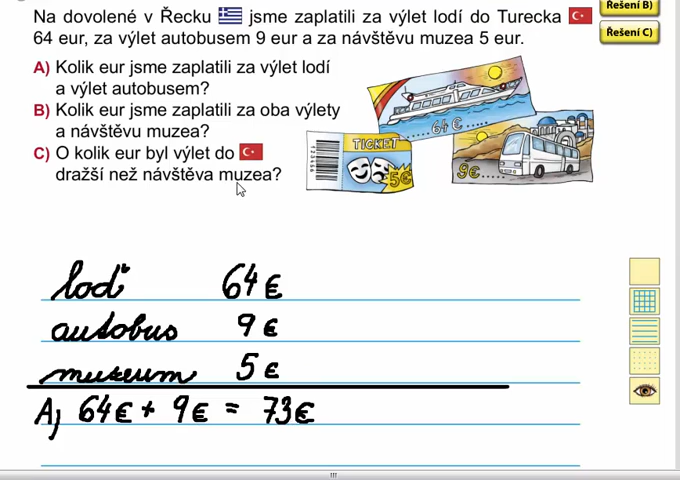 Řešení B)
Na dovolené v Řecku jsme zaplatili za výlet lodí do Turecka
64 eur, za výlet autobusem 9 eur a za návštěvu muzea 5 eur.
Řešení C)
A) Kolik eur jsme zaplatili za výlet lodí
a výlet autobusem?
B) Kolik eur jsme zaplatili za oba výlety
a návštěvu muzea?
C) O kolik eur byl výlet do
dražší než návštěva muzea?
......64€...
TICKET
5€
9€.....
loď 64€
autobus 9€
museum 5€
A) 64€ + 9€ = 73€